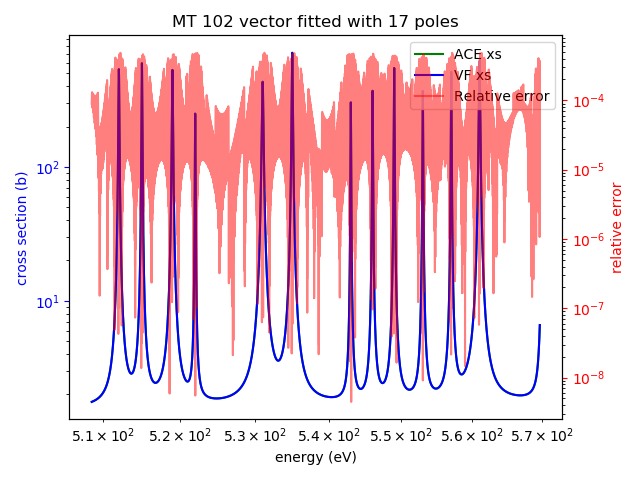 MT 102 vector fitted with 17 poles
ACE xs
VF xs
Relative error
cross section (b)
10²
10¹
relative error
10⁻⁴
10⁻⁵
10⁻⁶
10⁻⁷
10⁻⁸
5.1 × 10² 5.2 × 10² 5.3 × 10² 5.4 × 10² 5.5 × 10² 5.6 × 10² 5.7 × 10²
energy (eV)